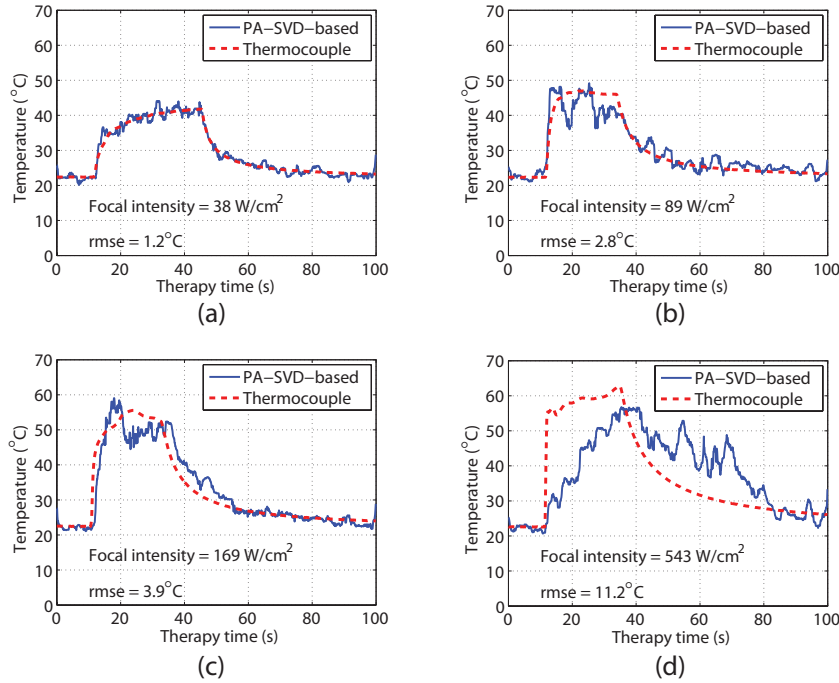 70
60
50
40
30
20
10
0
Temperature (°C)
PA−SVD−based
Thermocouple
Focal intensity = 38 W/cm2
rmse = 1.2°C
0 20 40 60 80 100
Therapy time (s)
(a)
70
60
50
40
30
20
10
0
Temperature (°C)
PA−SVD−based
Thermocouple
Focal intensity = 89 W/cm2
rmse = 2.8°C
0 20 40 60 80 100
Therapy time (s)
(b)
70
60
50
40
30
20
10
0
Temperature (°C)
PA−SVD−based
Thermocouple
Focal intensity = 169 W/cm2
rmse = 3.9°C
0 20 40 60 80 100
Therapy time (s)
(c)
70
60
50
40
30
20
10
0
Temperature (°C)
PA−SVD−based
Thermocouple
Focal intensity = 543 W/cm2
rmse = 11.2°C
0 20 40 60 80 100
Therapy time (s)
(d)